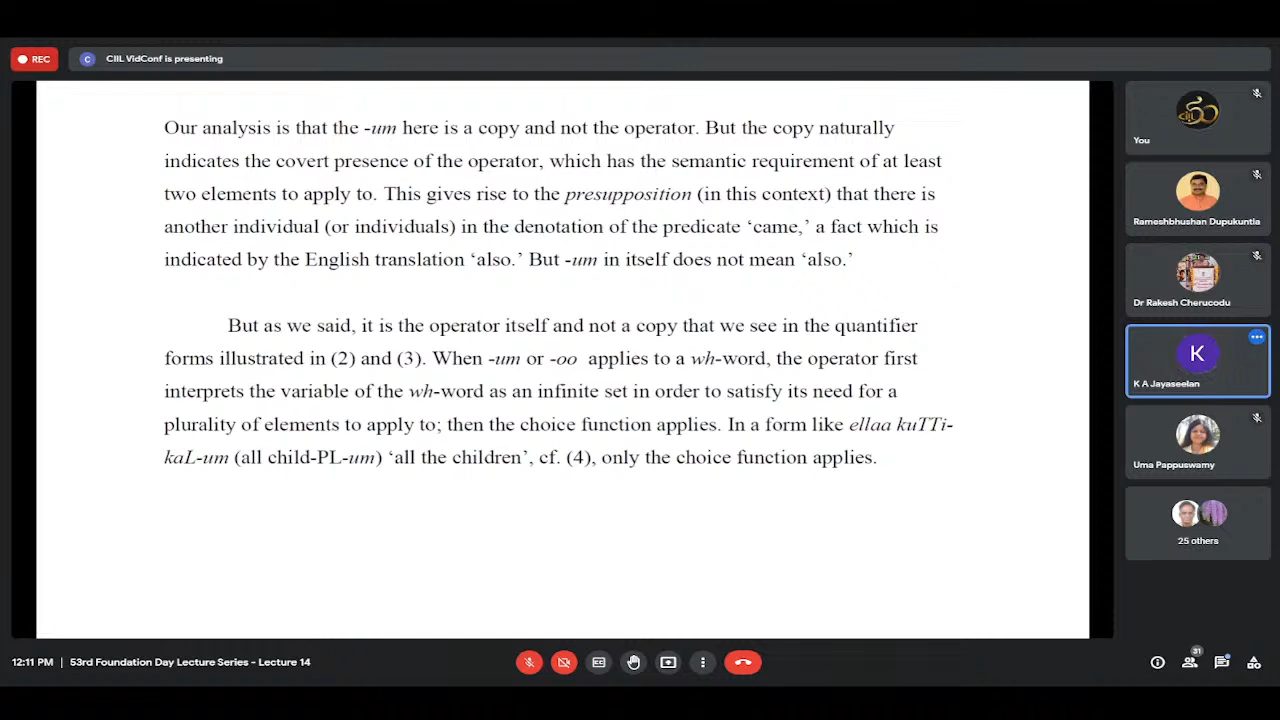 REC
C
CIIL VidConf is presenting
Our analysis is that the -um here is a copy and not the operator. But the copy naturally
indicates the covert presence of the operator, which has the semantic requirement of at least
two elements to apply to. This gives rise to the presupposition (in this context) that there is
another individual (or individuals) in the denotation of the predicate ‘came,’ a fact which is
indicated by the English translation ‘also.’ But -um in itself does not mean ‘also.’
But as we said, it is the operator itself and not a copy that we see in the quantifier
forms illustrated in (2) and (3). When -um or -oo applies to a wh-word, the operator first
interprets the variable of the wh-word as an infinite set in order to satisfy its need for a
plurality of elements to apply to; then the choice function applies. In a form like ellaa kuTTi-
kaL-um (all child-PL-um) ‘all the children’, cf. (4), only the choice function applies.
You
Rameshbhushan Dupukuntla
Dr Rakesh Cherucodu
K
K A Jayaseelan
Uma Pappuswamy
25 others
12:11 PM | 53rd Foundation Day Lecture Series - Lecture 14
31